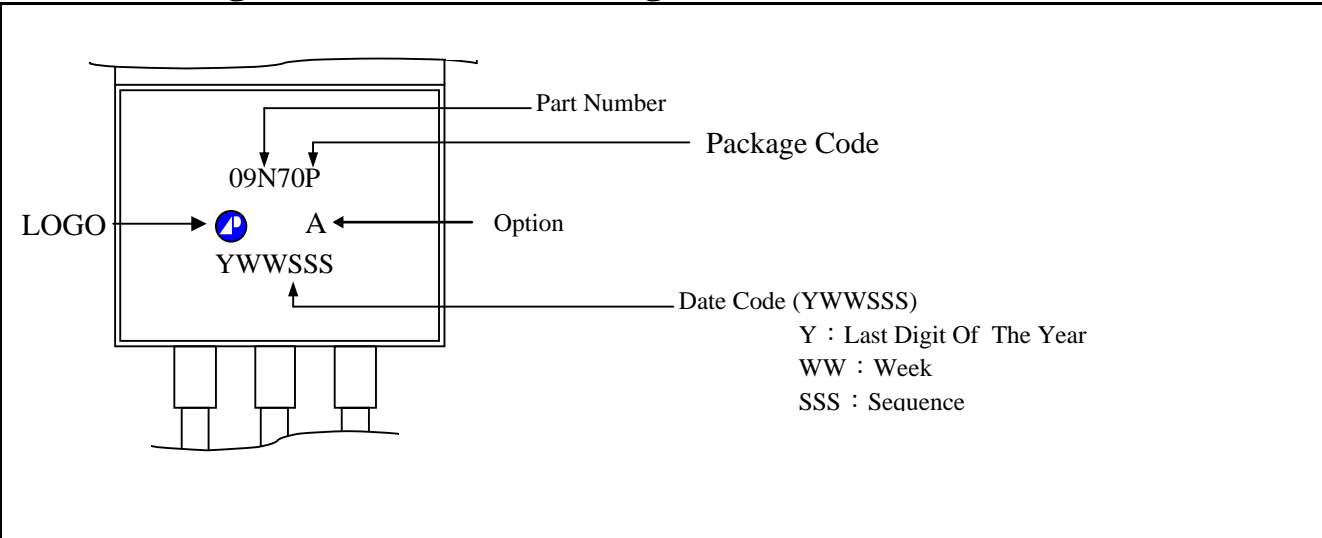 Part Number
Package Code
09N70P
LOGO
A
Option
YWWSSS
Date Code (YWWSSS)
Y：Last Digit Of The Year
WW：Week
SSS：Sequence